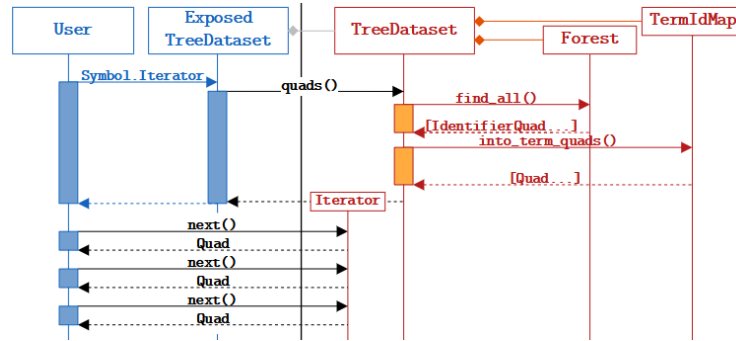 User
Exposed
TreeDataset
TreeDataset
Forest
TermIdMap
Symbol.Iterator
quads()
find_all()
[IdentifierQuad...]
into_term_quads()
[Quad...]
Iterator
next()
Quad
next()
Quad
next()
Quad